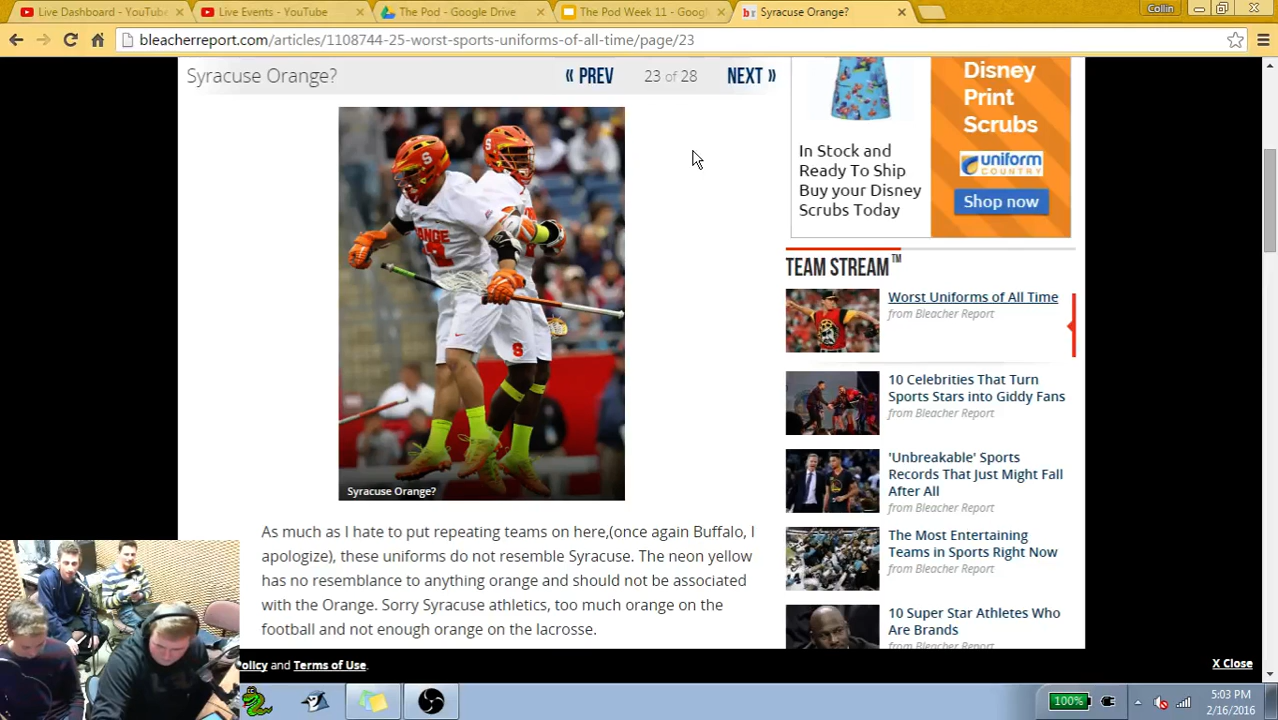 Live Dashboard - YouTube
Live Events - YouTube
The Pod - Google Drive
The Pod Week 11 - Googl
Syracuse Orange?
Collin
bleacherreport.com/articles/1108744-25-worst-sports-uniforms-of-all-time/page/23
Syracuse Orange?
« PREV
23 of 28
NEXT »
Disney
Print
Scrubs
In Stock and
Ready To Ship
Buy your Disney
Scrubs Today
uniform
COUNTRY
Shop now
S
S
S
TEAM STREAM™
Worst Uniforms of All Time
from Bleacher Report
10 Celebrities That Turn
Sports Stars into Giddy Fans
from Bleacher Report
'Unbreakable' Sports
Records That Just Might Fall
After All
from Bleacher Report
The Most Entertaining
Teams in Sports Right Now
from Bleacher Report
10 Super Star Athletes Who
Are Brands
from Bleacher Report
Syracuse Orange?
As much as I hate to put repeating teams on here,(once again Buffalo, I
apologize), these uniforms do not resemble Syracuse. The neon yellow
has no resemblance to anything orange and should not be associated
with the Orange. Sorry Syracuse athletics, too much orange on the
football and not enough orange on the lacrosse.
Policy and Terms of Use.
X Close
100%
5:03 PM
2/16/2016